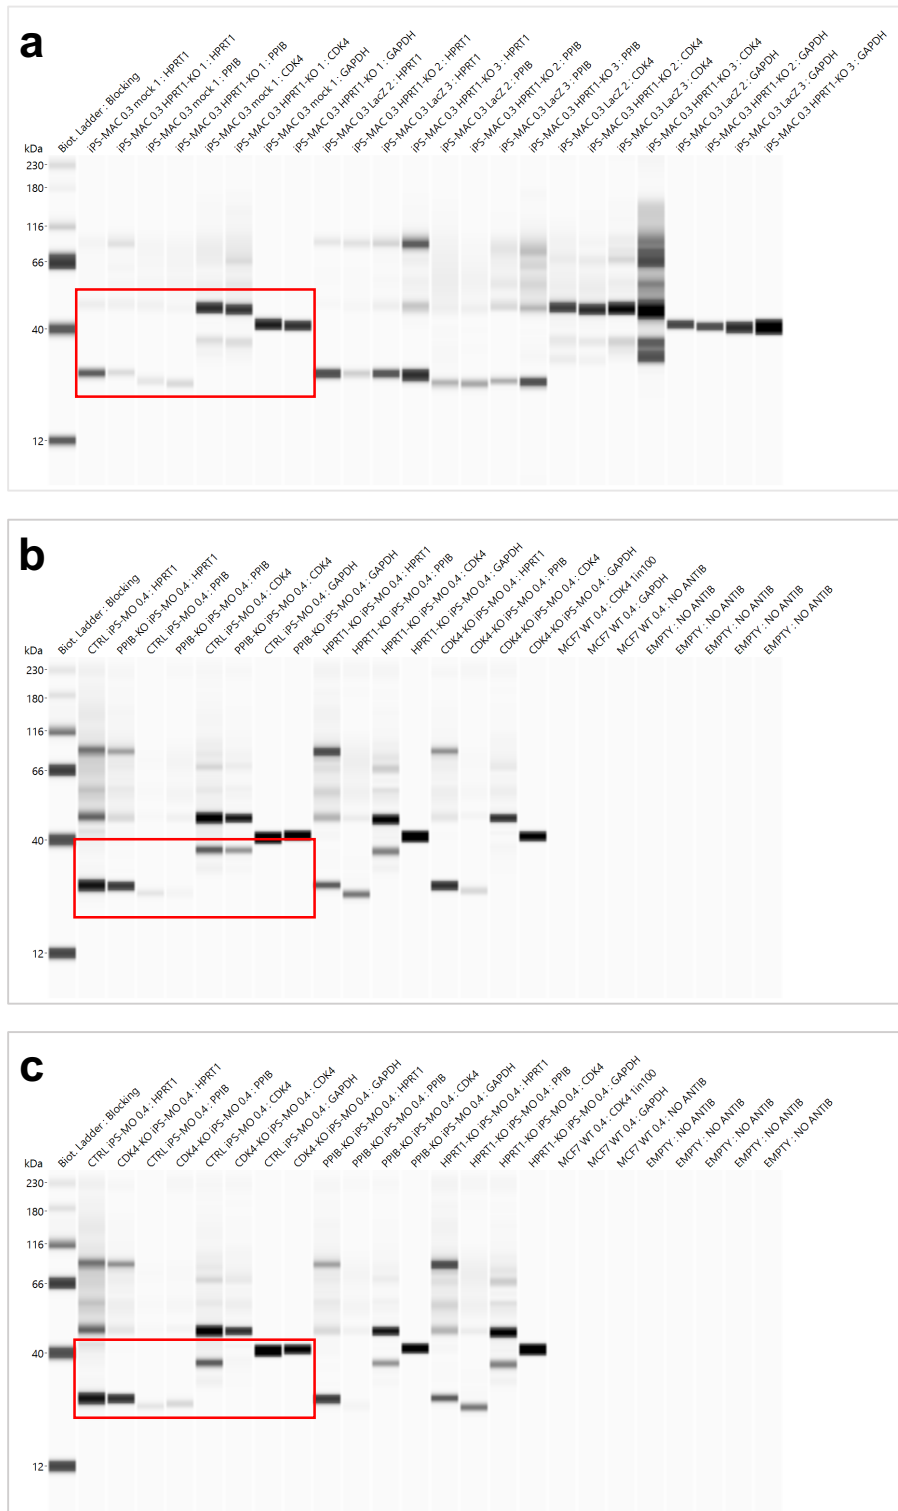 a
Biot. Ladder : Blocking
iPS-MAC 0.3 mock 1 : HPRT1
iPS-MAC 0.3 HPRT1-KO 1 : HPRT1
iPS-MAC 0.3 mock 1 : PPIB
iPS-MAC 0.3 HPRT1-KO 1 : PPIB
iPS-MAC 0.3 mock 1 : CDK4
iPS-MAC 0.3 HPRT1-KO 1 : CDK4
iPS-MAC 0.3 mock 1 : GAPDH
iPS-MAC 0.3 HPRT1-KO 1 : GAPDH
iPS-MAC 0.3 LacZ 2 : HPRT1
iPS-MAC 0.3 HPRT1-KO 2 : HPRT1
iPS-MAC 0.3 LacZ 3 : HPRT1
iPS-MAC 0.3 HPRT1-KO 3 : HPRT1
iPS-MAC 0.3 LacZ 2 : PPIB
iPS-MAC 0.3 HPRT1-KO 2 : PPIB
iPS-MAC 0.3 LacZ 3 : PPIB
iPS-MAC 0.3 HPRT1-KO 3 : PPIB
iPS-MAC 0.3 LacZ 2 : CDK4
iPS-MAC 0.3 HPRT1-KO 2 : CDK4
iPS-MAC 0.3 LacZ 3 : CDK4
iPS-MAC 0.3 HPRT1-KO 3 : CDK4
iPS-MAC 0.3 LacZ 2 : GAPDH
iPS-MAC 0.3 HPRT1-KO 2 : GAPDH
iPS-MAC 0.3 LacZ 3 : GAPDH
iPS-MAC 0.3 HPRT1-KO 3 : GAPDH
kDa
230
180
116
66
40
12
b
Biot. Ladder : Blocking
CTRL iPS-MO 0.4 : HPRT1
PPIB-KO iPS-MO 0.4 : HPRT1
CTRL iPS-MO 0.4 : PPIB
PPIB-KO iPS-MO 0.4 : PPIB
CTRL iPS-MO 0.4 : CDK4
PPIB-KO iPS-MO 0.4 : CDK4
CTRL iPS-MO 0.4 : GAPDH
PPIB-KO iPS-MO 0.4 : GAPDH
HPRT1-KO iPS-MO 0.4 : HPRT1
HPRT1-KO iPS-MO 0.4 : PPIB
HPRT1-KO iPS-MO 0.4 : CDK4
HPRT1-KO iPS-MO 0.4 : GAPDH
CDK4-KO iPS-MO 0.4 : HPRT1
CDK4-KO iPS-MO 0.4 : PPIB
CDK4-KO iPS-MO 0.4 : CDK4
CDK4-KO iPS-MO 0.4 : GAPDH
MCF7 WT 0.4 : CDK4 1in100
MCF7 WT 0.4 : GAPDH
MCF7 WT 0.4 : NO ANTIB
EMPTY : NO ANTIB
EMPTY : NO ANTIB
EMPTY : NO ANTIB
EMPTY : NO ANTIB
EMPTY : NO ANTIB
kDa
230
180
116
66
40
12
c
Biot. Ladder : Blocking
CTRL iPS-MO 0.4 : HPRT1
CDK4-KO iPS-MO 0.4 : HPRT1
CTRL iPS-MO 0.4 : PPIB
CDK4-KO iPS-MO 0.4 : PPIB
CTRL iPS-MO 0.4 : CDK4
CDK4-KO iPS-MO 0.4 : CDK4
CTRL iPS-MO 0.4 : GAPDH
CDK4-KO iPS-MO 0.4 : GAPDH
PPIB-KO iPS-MO 0.4 : HPRT1
PPIB-KO iPS-MO 0.4 : PPIB
PPIB-KO iPS-MO 0.4 : CDK4
PPIB-KO iPS-MO 0.4 : GAPDH
HPRT1-KO iPS-MO 0.4 : HPRT1
HPRT1-KO iPS-MO 0.4 : PPIB
HPRT1-KO iPS-MO 0.4 : CDK4
HPRT1-KO iPS-MO 0.4 : GAPDH
MCF7 WT 0.4 : CDK4 1in100
MCF7 WT 0.4 : GAPDH
MCF7 WT 0.4 : NO ANTIB
EMPTY : NO ANTIB
EMPTY : NO ANTIB
EMPTY : NO ANTIB
EMPTY : NO ANTIB
EMPTY : NO ANTIB
kDa
230
180
116
66
40
12